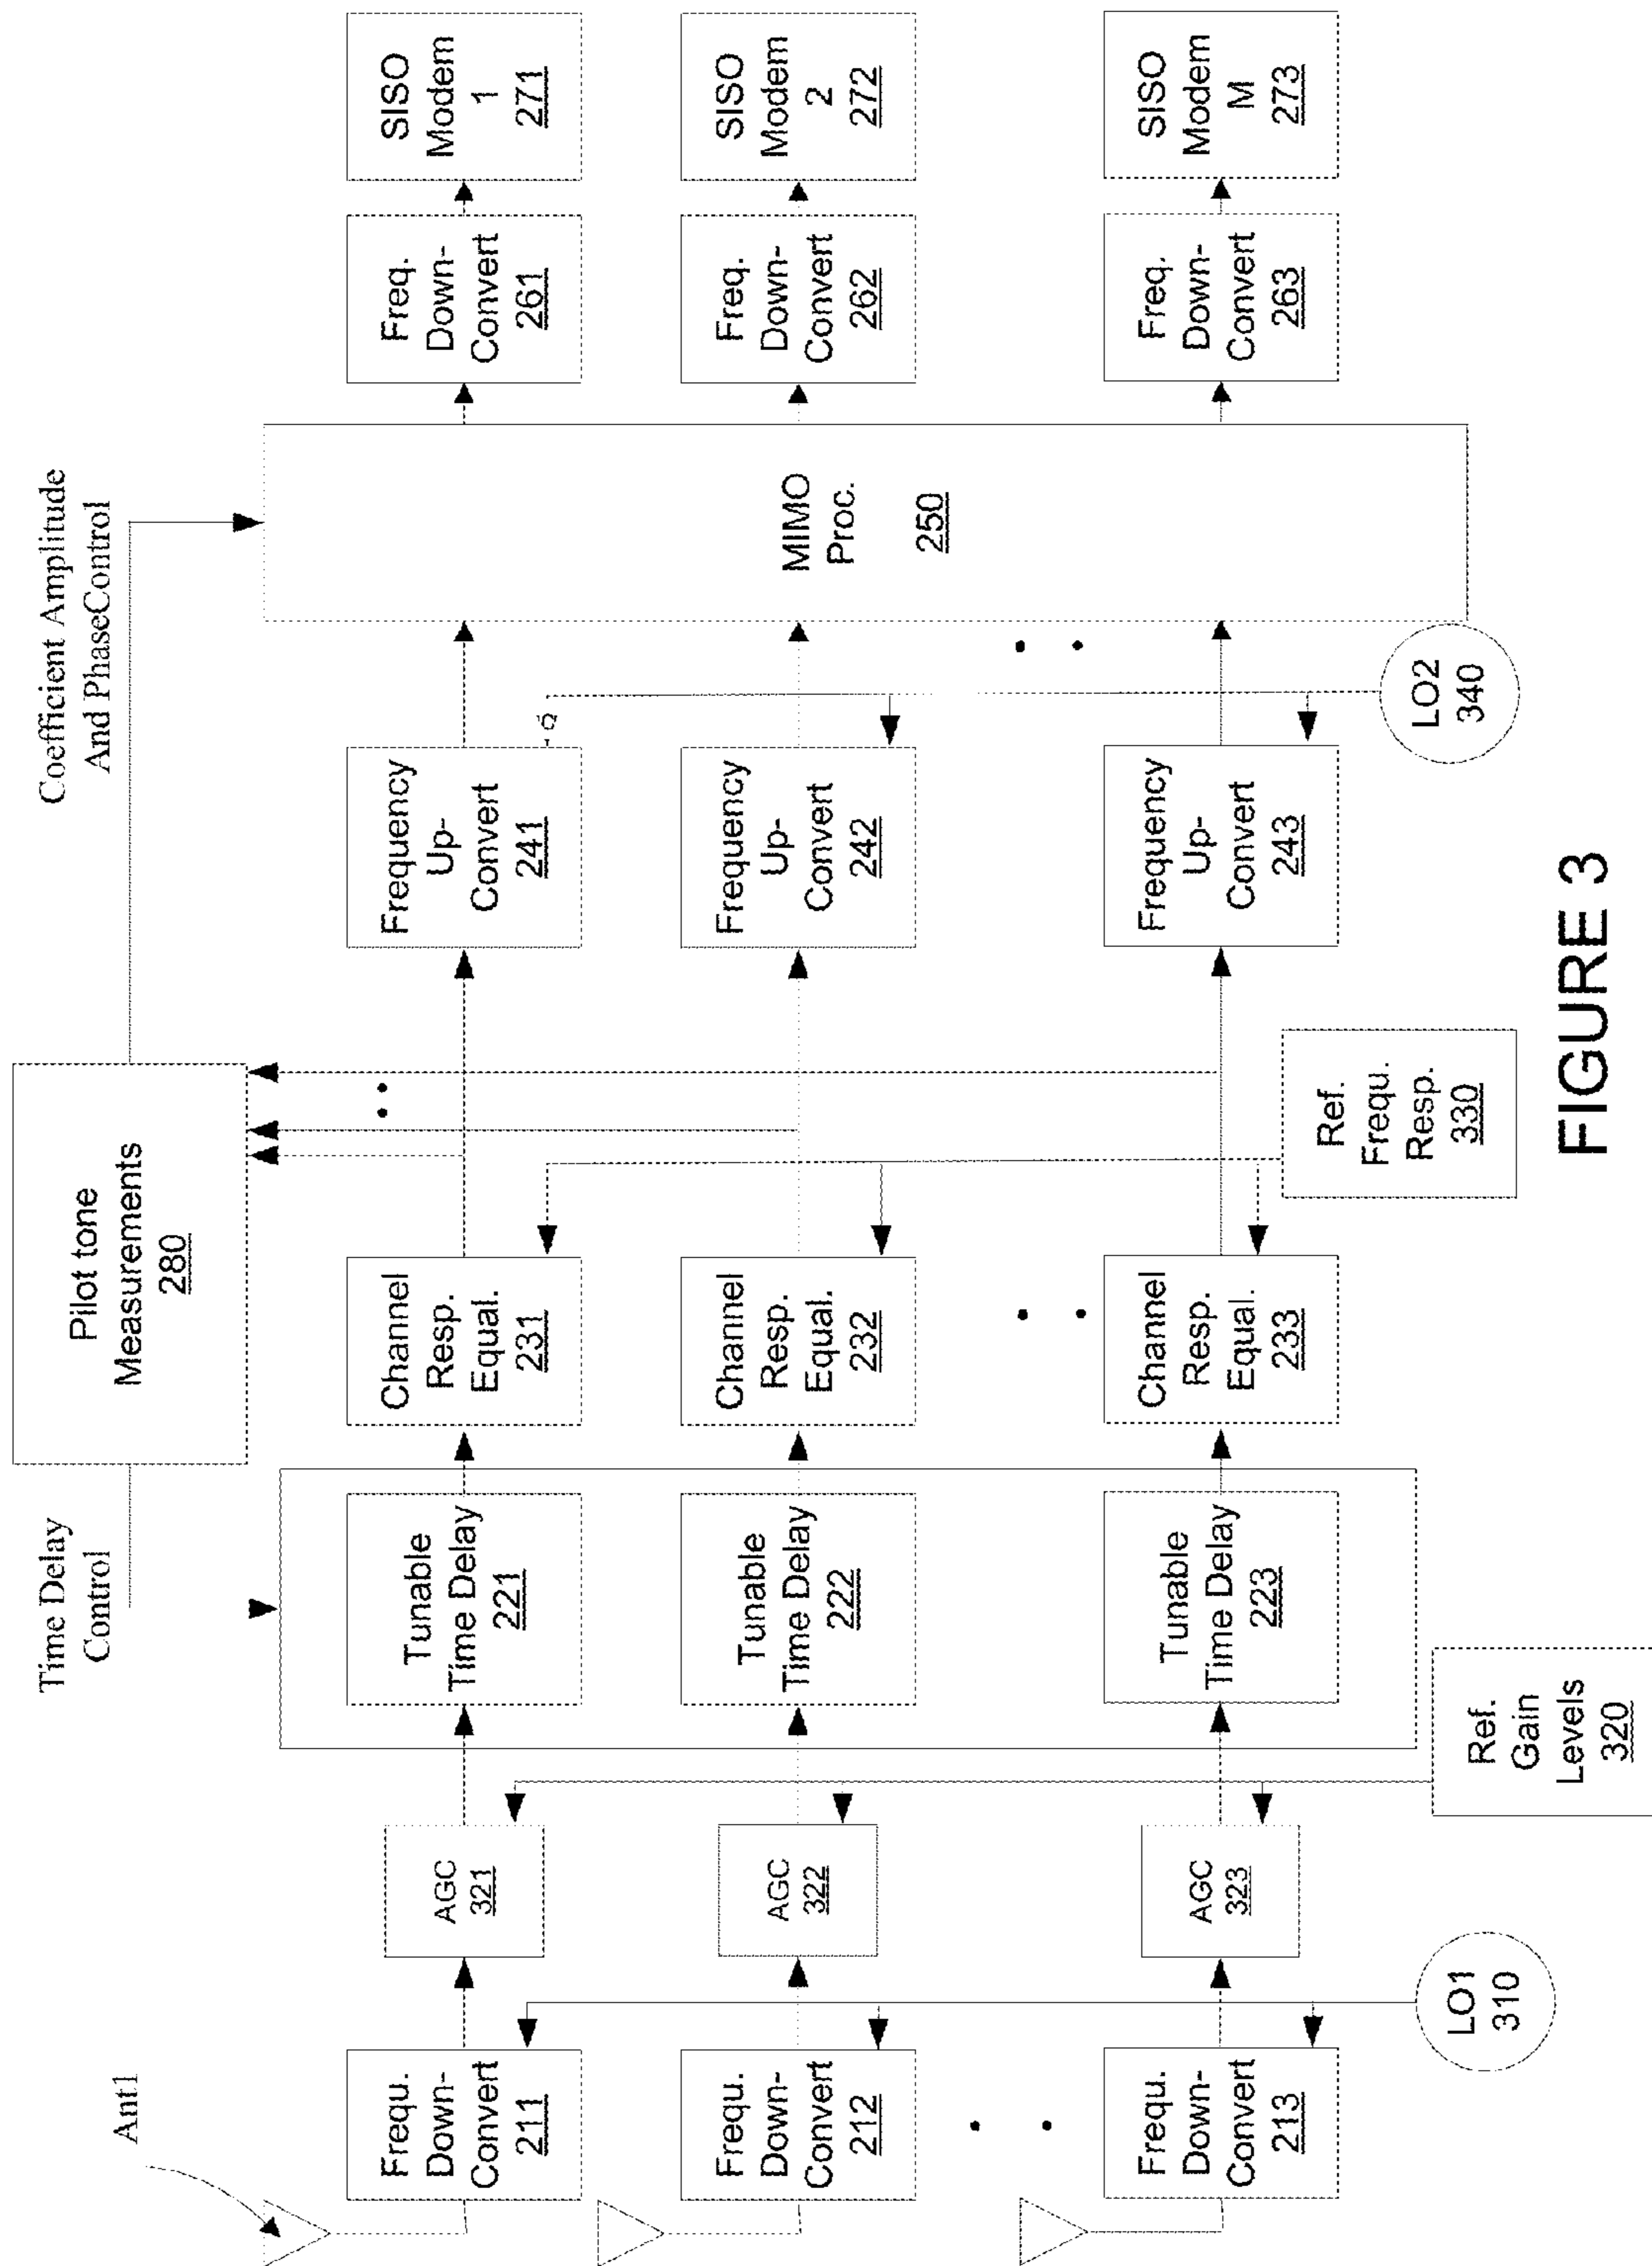 Time Delay
Control
Pilot tone
Measurements
280
Coefficient Amplitude
And PhaseControl
Ant1
Frequ.
Down-
Convert
211
AGC
321
Tunable
Time Delay
221
Channel
Resp.
Equal.
231
Frequency
Up-
Convert
241
MIMO
Proc.
250
Freq.
Down-
Convert
261
SISO
Modem
1
271
Frequ.
Down-
Convert
212
AGC
322
Tunable
Time Delay
222
Channel
Resp.
Equal.
232
Frequency
Up-
Convert
242
Freq.
Down-
Convert
262
SISO
Modem
2
272
Frequ.
Down-
Convert
213
AGC
323
Tunable
Time Delay
223
Channel
Resp.
Equal.
233
Frequency
Up-
Convert
243
Freq.
Down-
Convert
263
SISO
Modem
M
273
LO1
310
Ref.
Gain
Levels
320
Ref.
Frequ.
Resp.
330
LO2
340
FIGURE 3